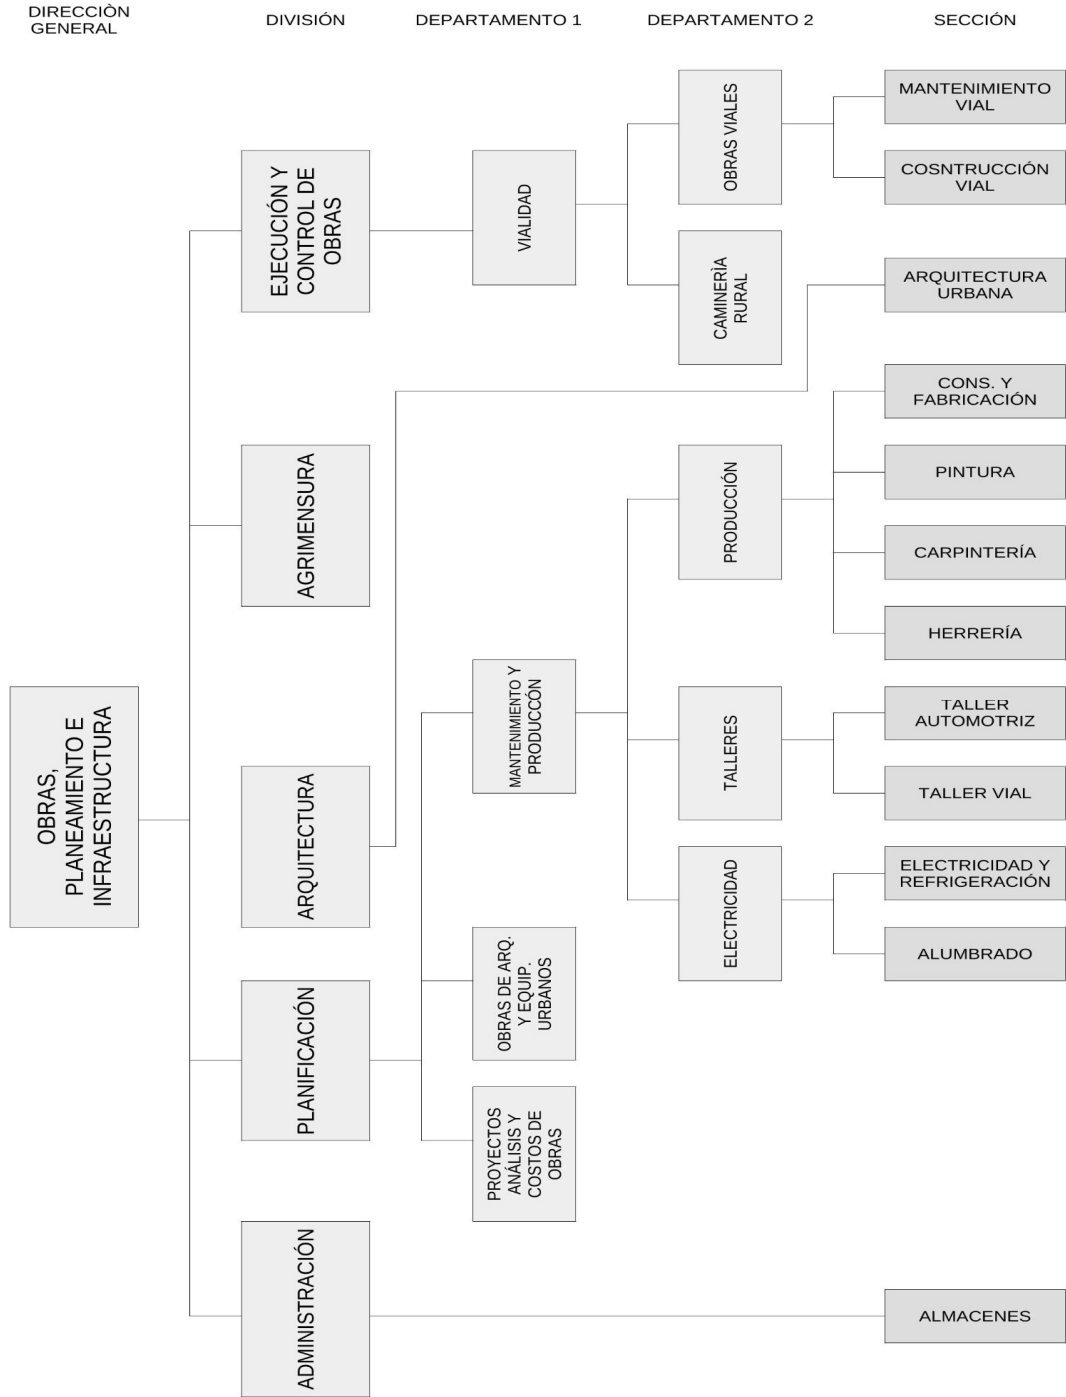 DIRECCIÒN
GENERAL
DIVISIÓN
DEPARTAMENTO 1
DEPARTAMENTO 2
SECCIÓN
OBRAS,
PLANEAMIENTO E
INFRAESTRUCTURA
EJECUCIÓN Y
CONTROL DE
OBRAS
AGRIMENSURA
ARQUITECTURA
PLANIFICACIÓN
ADMINISTRACIÓN
VIALIDAD
MANTENIMIENTO Y
PRODUCCÓN
OBRAS DE ARQ.
Y EQUIP.
URBANOS
PROYECTOS
ANÁLISIS Y
COSTOS DE
OBRAS
OBRAS VIALES
CAMINERÌA
RURAL
PRODUCCIÓN
TALLERES
ELECTRICIDAD
MANTENIMIENTO
VIAL
COSNTRUCCIÓN
VIAL
ARQUITECTURA
URBANA
CONS. Y
FABRICACIÓN
PINTURA
CARPINTERÍA
HERRERÍA
TALLER
AUTOMOTRIZ
TALLER VIAL
ELECTRICIDAD Y
REFRIGERACIÓN
ALUMBRADO
ALMACENES